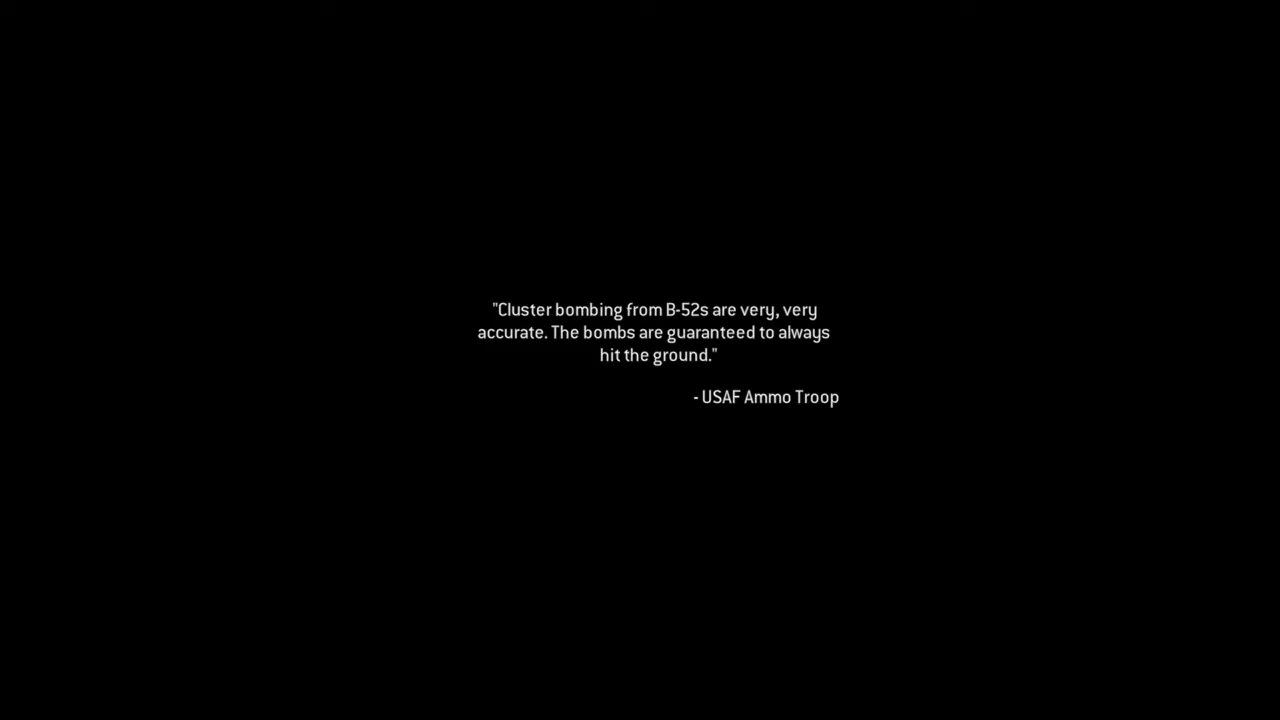 "Cluster bombing from B-52s are very, very
accurate. The bombs are guaranteed to always
hit the ground."
- USAF Ammo Troop